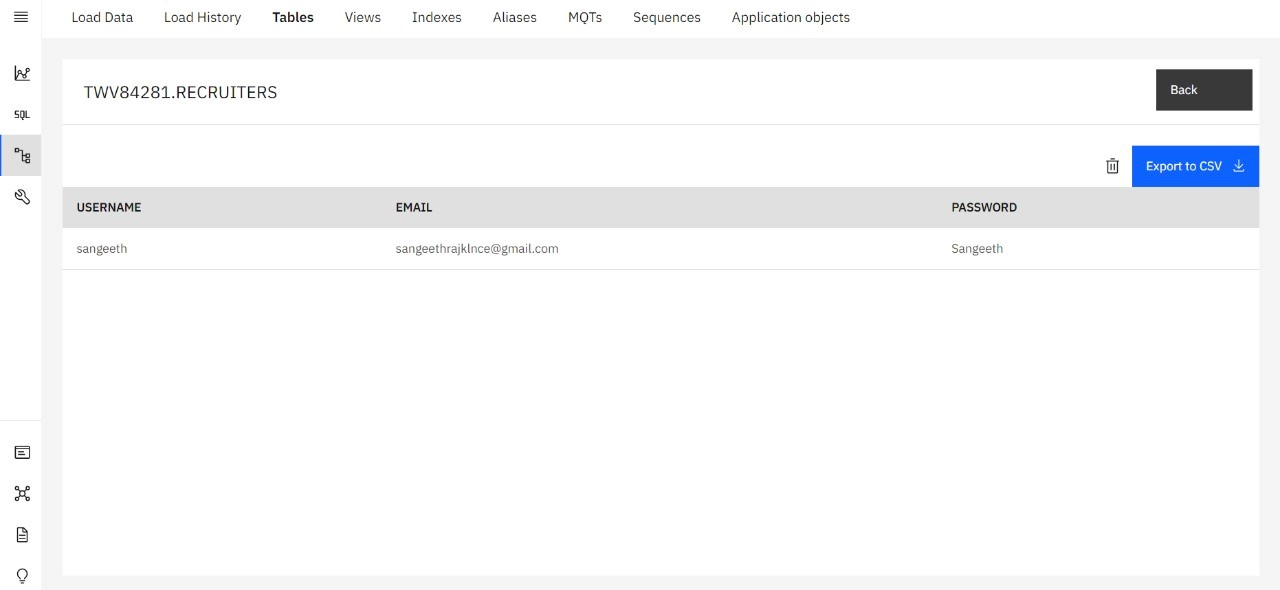 Load Data Load History Tables Views Indexes Aliases MQTs Sequences Application objects
TWV84281.RECRUITERS
Back
SQL
Export to CSV
USERNAME EMAIL PASSWORD
sangeeth sangeethrajklnce@gmail.com Sangeeth